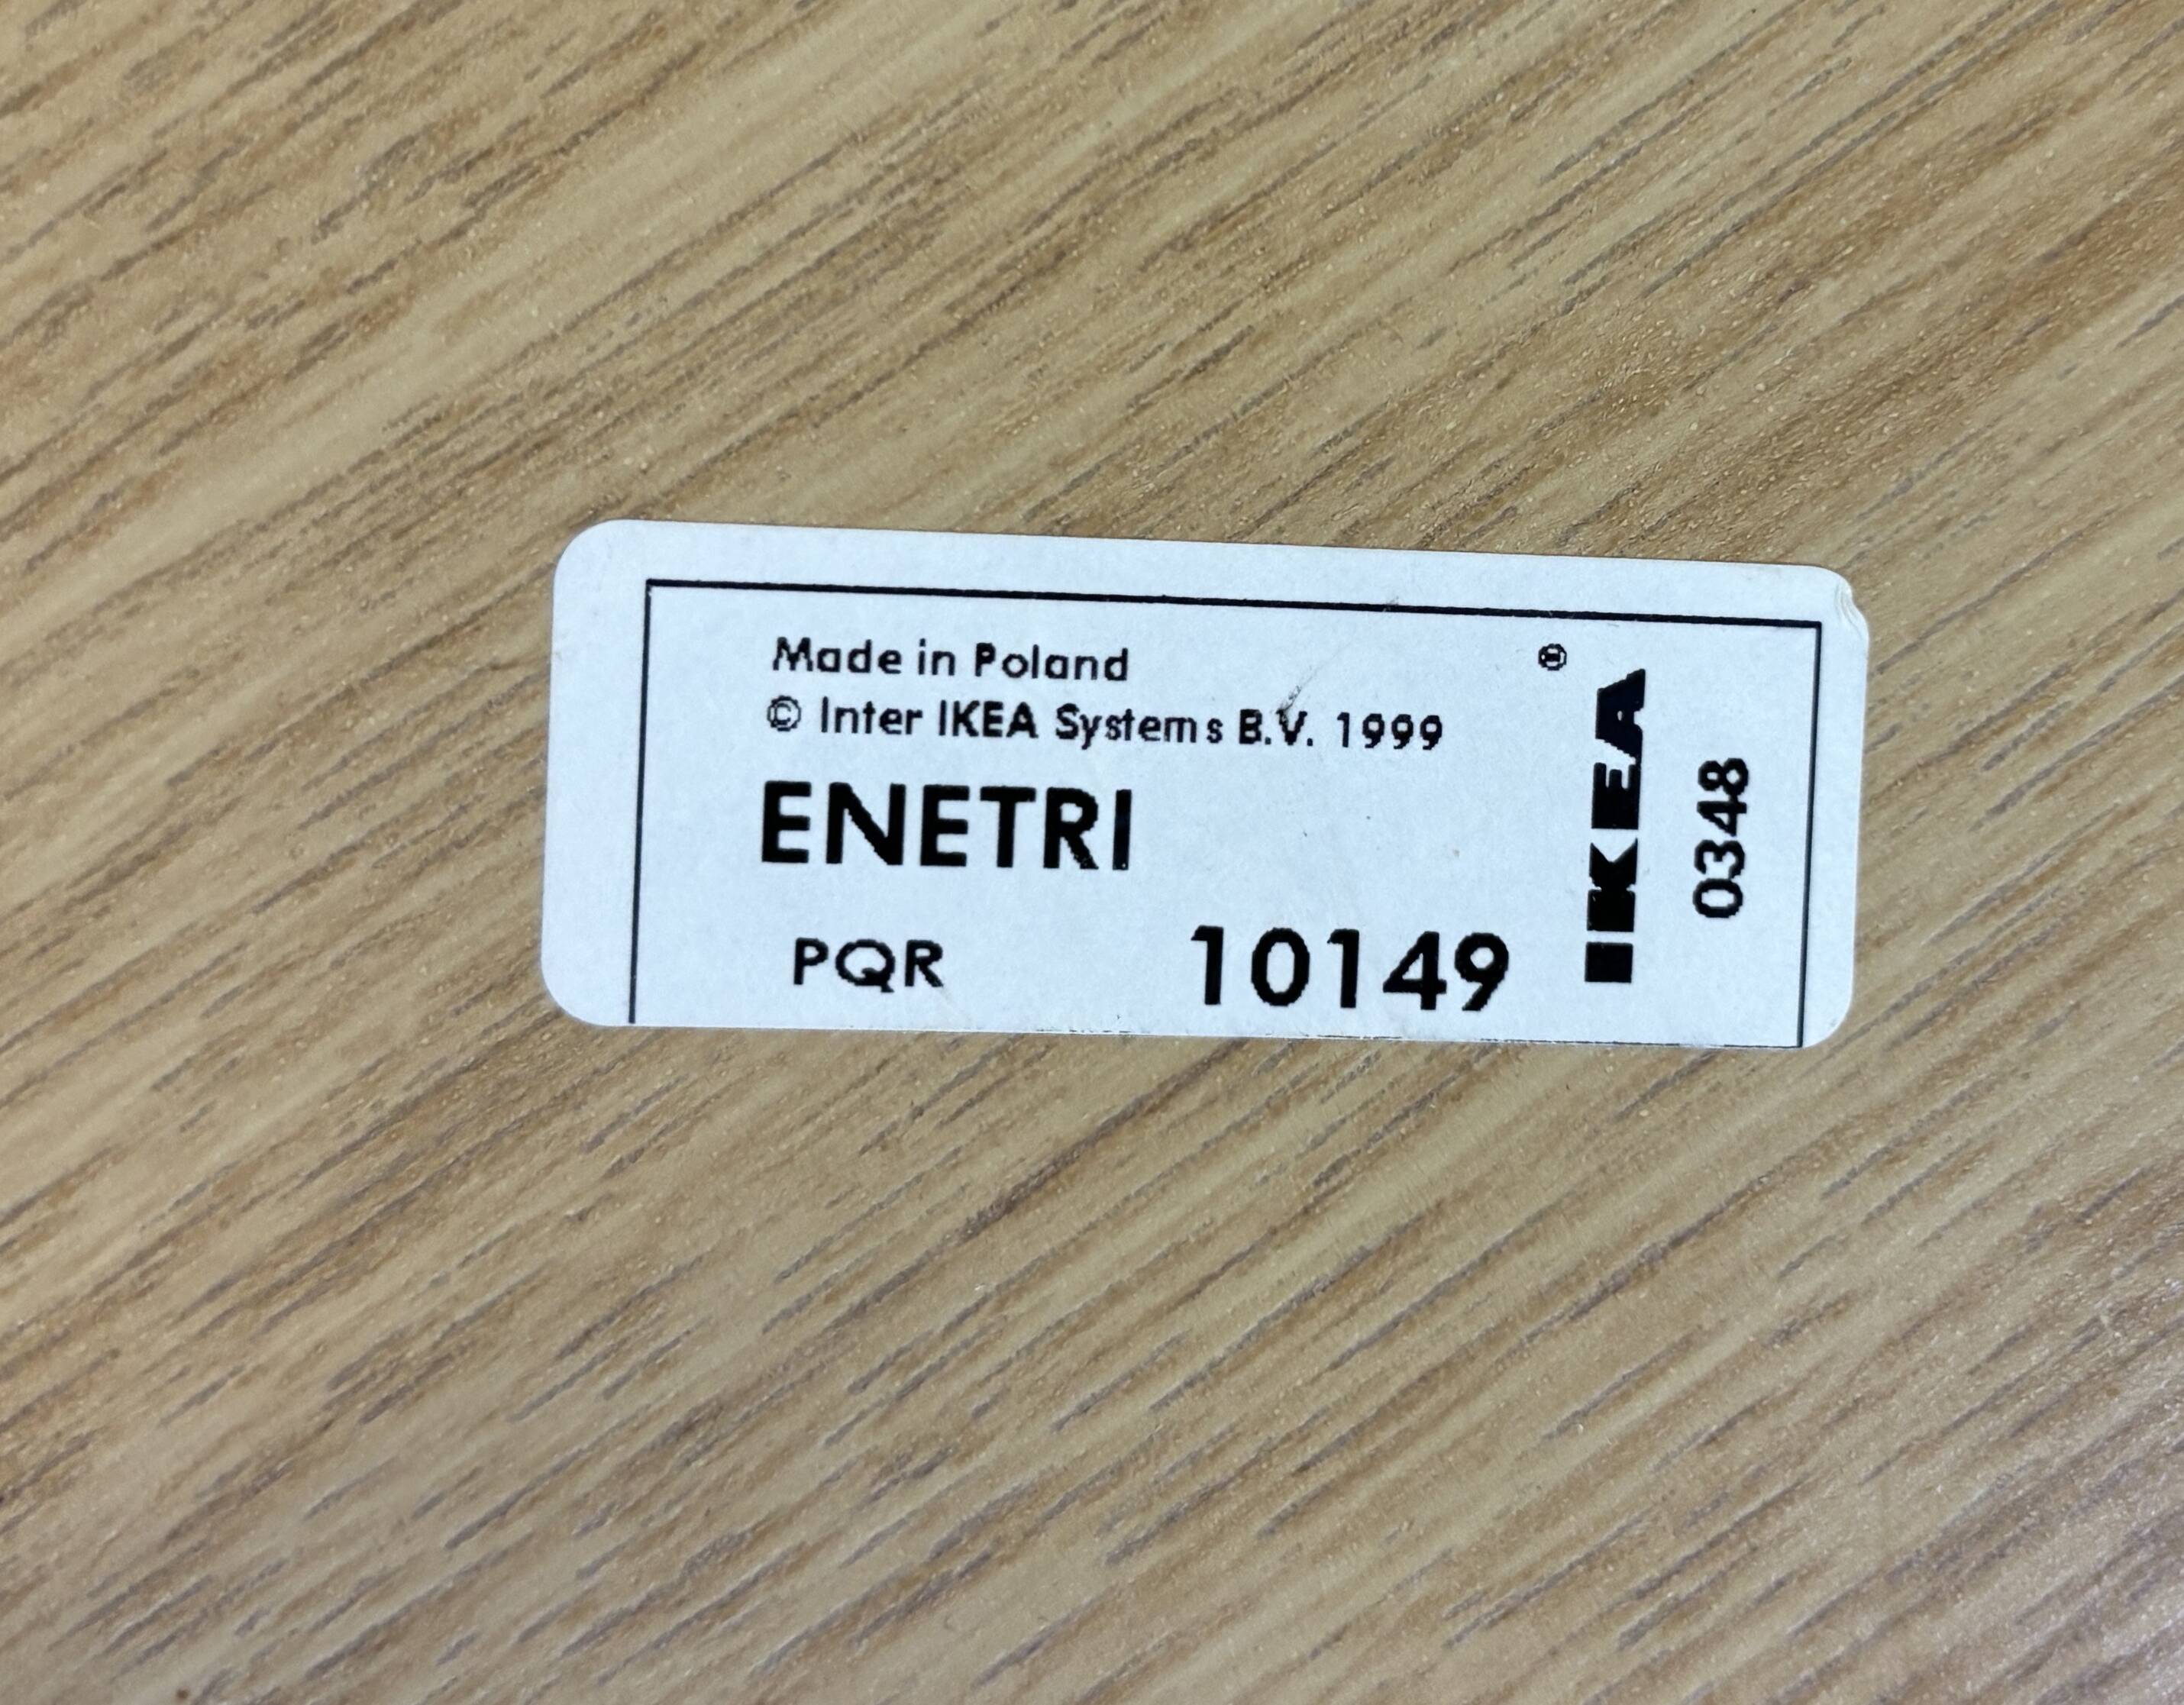 Made in Poland
© Inter IKEA Systems B.V. 1999
ENETRI
PQR 10149
IKEA®
0348